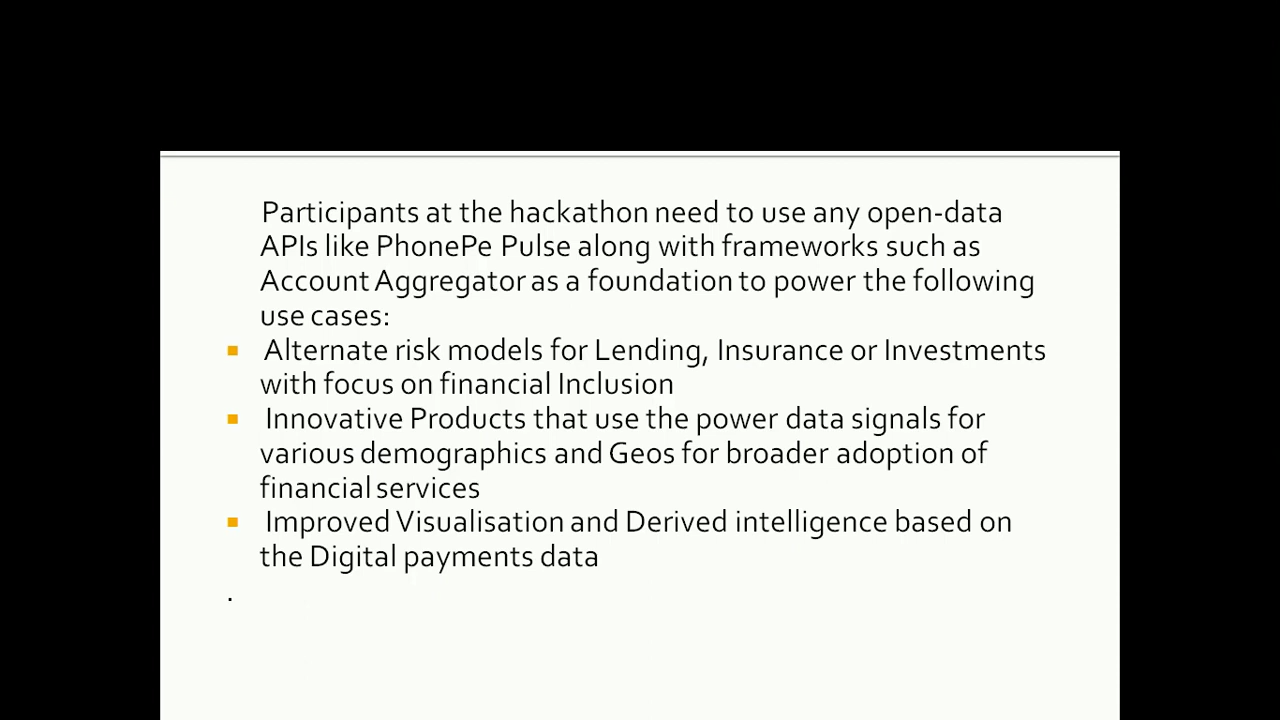 Participants at the hackathon need to use any open-data
APIs like PhonePe Pulse along with frameworks such as
Account Aggregator as a foundation to power the following
use cases:
▪ Alternate risk models for Lending, Insurance or Investments
with focus on financial Inclusion
▪ Innovative Products that use the power data signals for
various demographics and Geos for broader adoption of
financial services
▪ Improved Visualisation and Derived intelligence based on
the Digital payments data
.